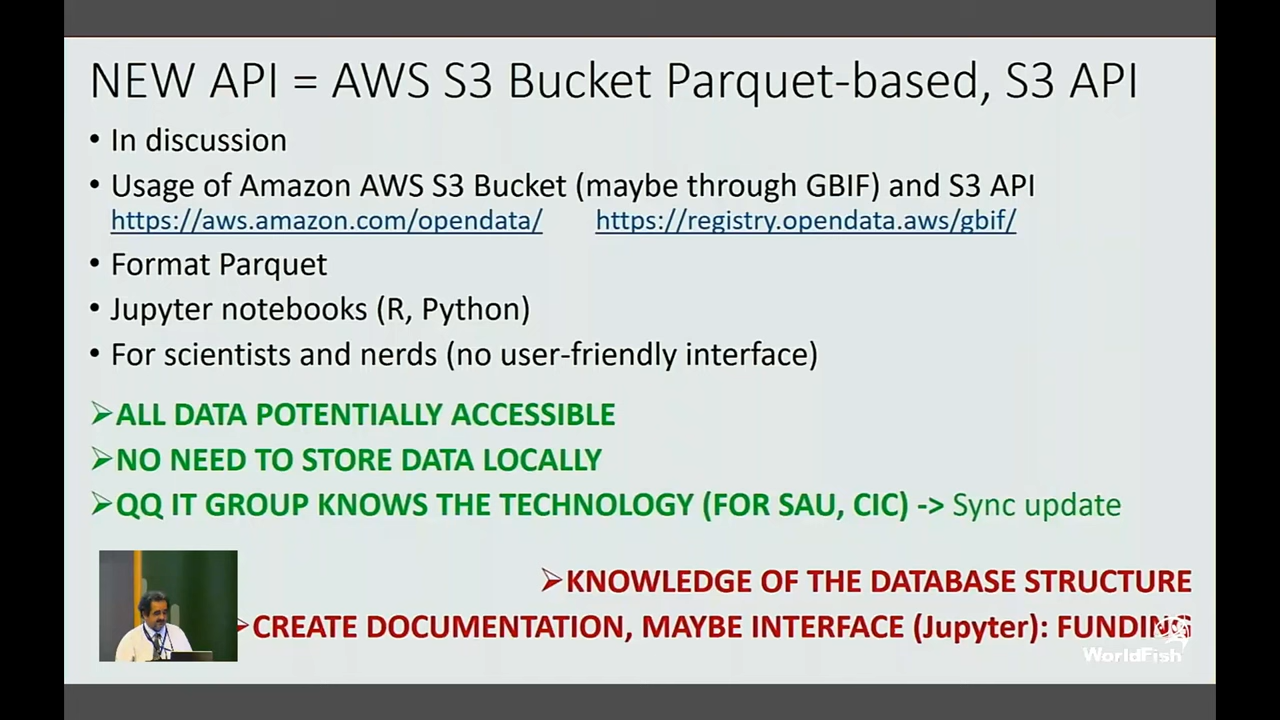 NEW API = AWS S3 Bucket Parquet-based, S3 API
• In discussion
• Usage of Amazon AWS S3 Bucket (maybe through GBIF) and S3 API
https://aws.amazon.com/opendata/ https://registry.opendata.aws/gbif/
• Format Parquet
• Jupyter notebooks (R, Python)
• For scientists and nerds (no user-friendly interface)
➢ALL DATA POTENTIALLY ACCESSIBLE
➢NO NEED TO STORE DATA LOCALLY
➢QQ IT GROUP KNOWS THE TECHNOLOGY (FOR SAU, CIC) -> Sync update
➢KNOWLEDGE OF THE DATABASE STRUCTURE
➢CREATE DOCUMENTATION, MAYBE INTERFACE (Jupyter): FUNDING
WorldFish